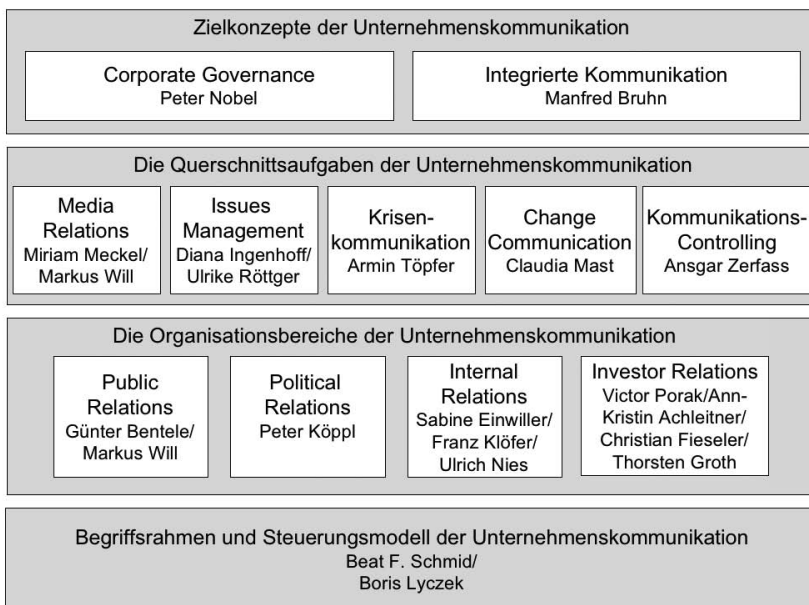 Zielkonzepte der Unternehmenskommunikation
Corporate Governance
Peter Nobel
Integrierte Kommunikation
Manfred Bruhn
Die Querschnittsaufgaben der Unternehmenskommunikation
Media
Relations
Miriam Meckel/
Markus Will
Issues
Management
Diana Ingenhoff/
Ulrike Röttger
Krisen-
kommunikation
Armin Töpfer
Change
Communication
Claudia Mast
Kommunikations-
Controlling
Ansgar Zerfass
Die Organisationsbereiche der Unternehmenskommunikation
Public
Relations
Günter Bentele/
Markus Will
Political
Relations
Peter Köppl
Internal
Relations
Sabine Einwiller/
Franz Klöfer/
Ulrich Nies
Investor Relations
Victor Porak/Ann-
Kristin Achleitner/
Christian Fieseler/
Thorsten Groth
Begriffsrahmen und Steuerungsmodell der Unternehmenskommunikation
Beat F. Schmid/
Boris Lyczek